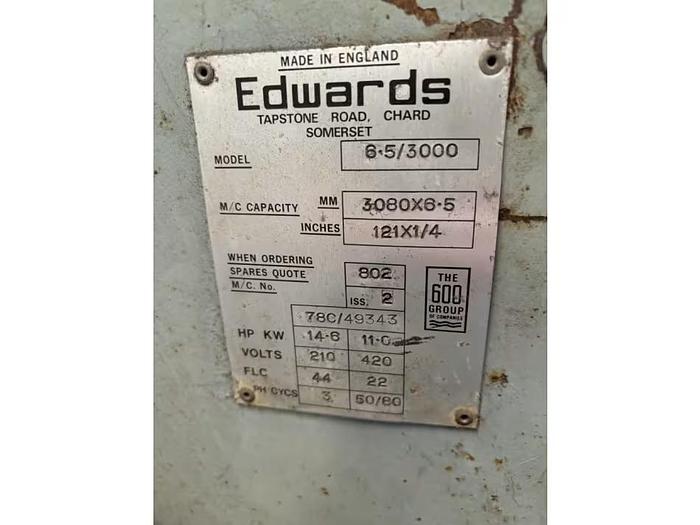 MADE IN ENGLAND
Edwards
TAPSTONE ROAD, CHARD
SOMERSET
MODEL 6·5/3000
M/C CAPACITY MM 3080X6·5
INCHES 121X1/4
WHEN ORDERING
SPARES QUOTE 802
M/C. No.
ISS. 2
THE
600
GROUP
OF COMPANIES
78C/49343
HP KW 14·6 11·0
VOLTS 210 420
FLC 44 22
PH CYCS 3 50/60